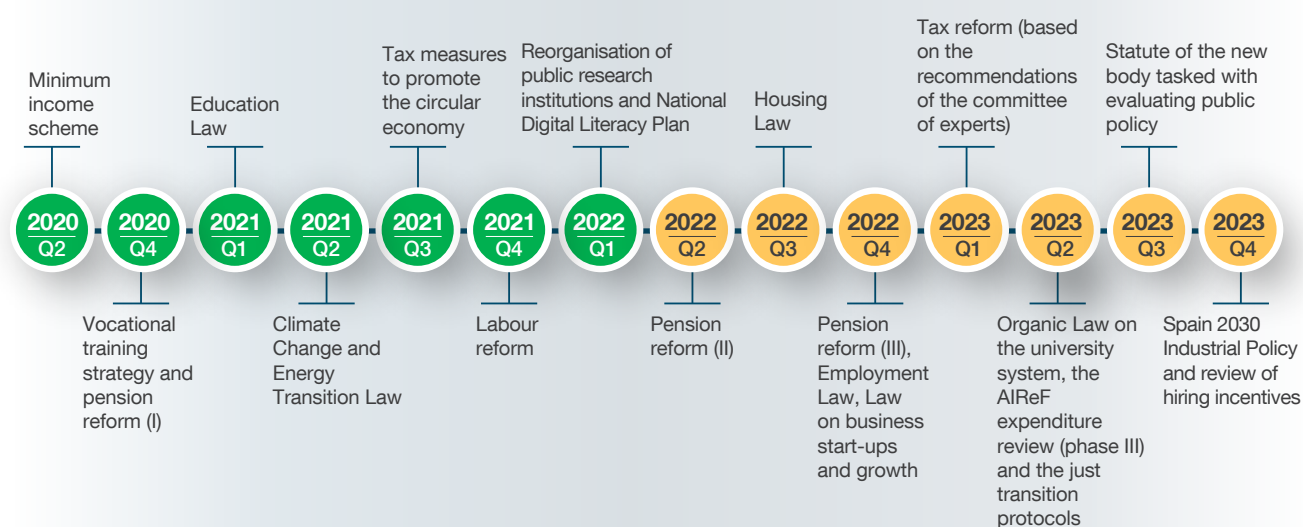 Minimum
income
scheme
Education
Law
Tax measures
to promote
the circular
economy
Reorganisation of
public research
institutions and National
Digital Literacy Plan
Housing
Law
Tax reform (based
on the
recommendations
of the committee
of experts)
Statute of the new
body tasked with
evaluating public
policy
2020
Q2
2020
Q4
2021
Q1
2021
Q2
2021
Q3
2021
Q4
2022
Q1
2022
Q2
2022
Q3
2022
Q4
2023
Q1
2023
Q2
2023
Q3
2023
Q4
Vocational
training
strategy and
pension
reform (I)
Climate
Change and
Energy
Transition Law
Labour
reform
Pension
reform (II)
Pension
reform (III),
Employment
Law, Law
on business
start-ups
and growth
Organic Law on
the university
system, the
AIReF
expenditure
review (phase III)
and the just
transition
protocols
Spain 2030
Industrial Policy
and review of
hiring incentives